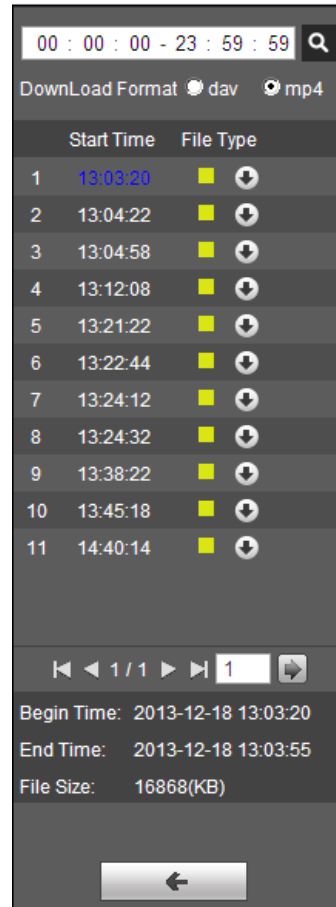 00 : 00 : 00 - 23 : 59 : 59
DownLoad Format dav mp4
Start Time File Type
1 13:03:20
2 13:04:22
3 13:04:58
4 13:12:08
5 13:21:22
6 13:22:44
7 13:24:12
8 13:24:32
9 13:38:22
10 13:45:18
11 14:40:14
1 / 1 1
Begin Time: 2013-12-18 13:03:20
End Time: 2013-12-18 13:03:55
File Size: 16868(KB)